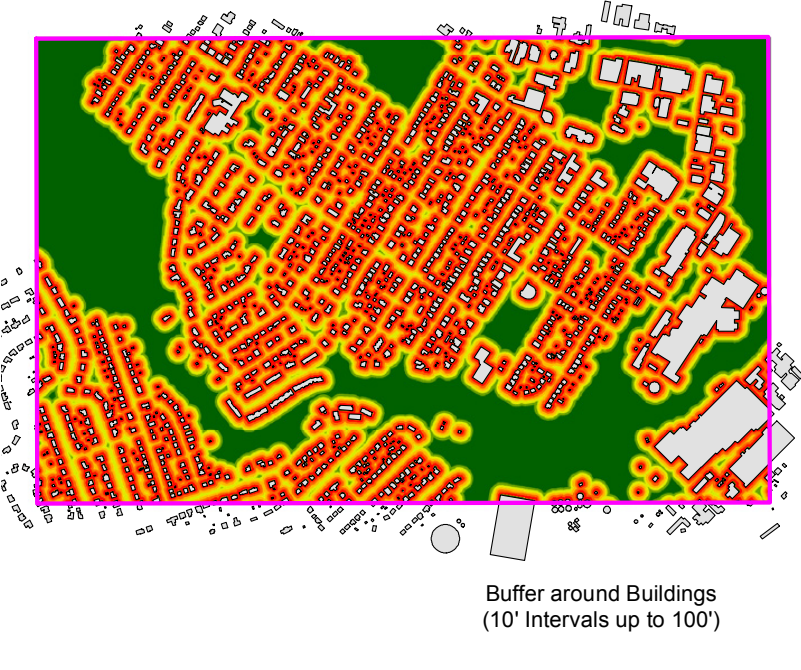 Buffer around Buildings
(10' Intervals up to 100')